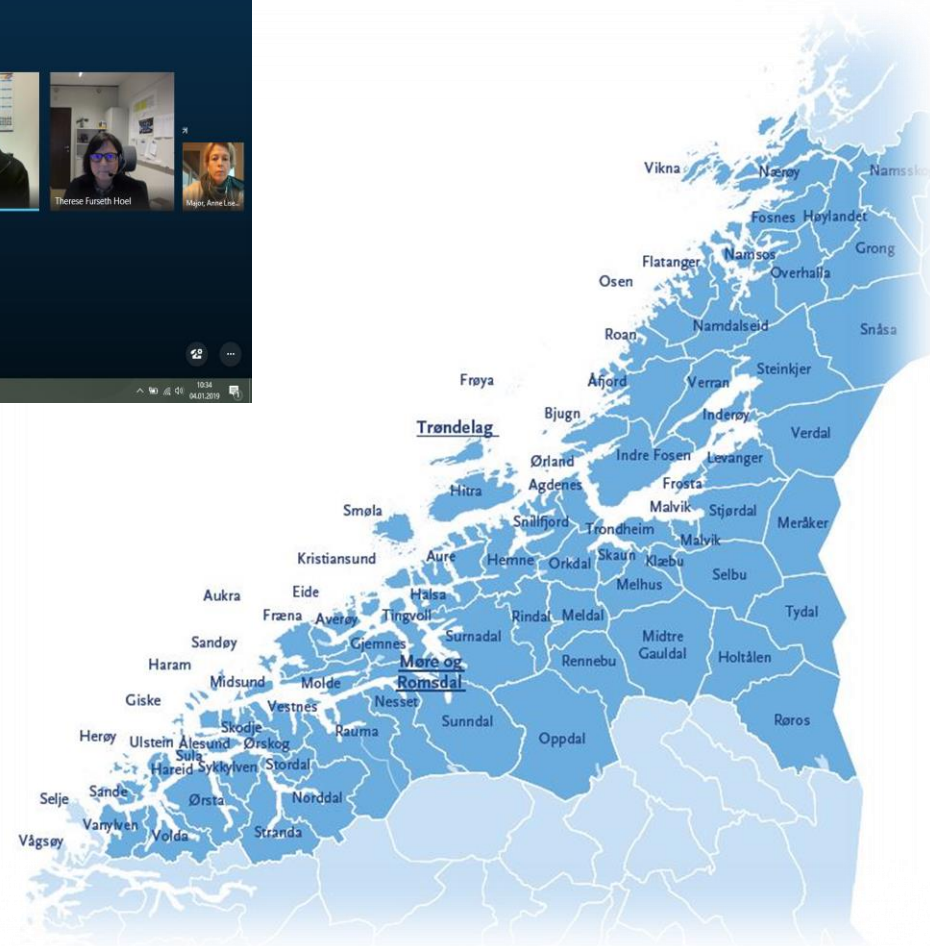 Therese Furseth Hoel
Major, Anne Lise...
10:34
04.01.2019
Vikna
Nærøy
Namssko
Fosnes
Høylandet
Grong
Namsos
Flatanger
Overhalla
Osen
Namdalseid
Snåsa
Roan
Steinkjer
Frøya
Åfjord
Verran
Bjugn
Inderøy
Trøndelag
Verdal
Indre Fosen
Levanger
Ørland
Agdenes
Frosta
Hitra
Malvik
Stjørdal
Smøla
Snillfjord
Trondheim
Meråker
Malvik
Kristiansund
Aure
Hemne
Orkdal
Skaun
Klæbu
Selbu
Melhus
Aukra
Eide
Halsa
Fræna
Averøy
Tingvoll
Rindal
Meldal
Tydal
Sandøy
Surnadal
Midtre
Gauldal
Gjemnes
Haram
Møre og
Romsdal
Rennebu
Holtålen
Midsund
Molde
Giske
Nesset
Vestnes
Sunndal
Røros
Skodje
Rauma
Herøy
Ulstein
Ålesund
Ørskog
Oppdal
Sula
Hareid
Sykkylven
Stordal
Selje
Sande
Ørsta
Norddal
Vanylven
Volda
Stranda
Vågsøy